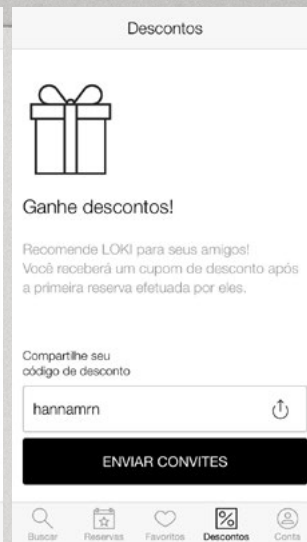 Descontos
Ganhe descontos!
Recomende LOKI para seus amigos!
Você receberá um cupom de desconto após
a primeira reserva efetuada por eles.
Compartilhe seu
código de desconto
hannamrn
ENVIAR CONVITES
Buscar Reservas Favoritos Descontos Conta